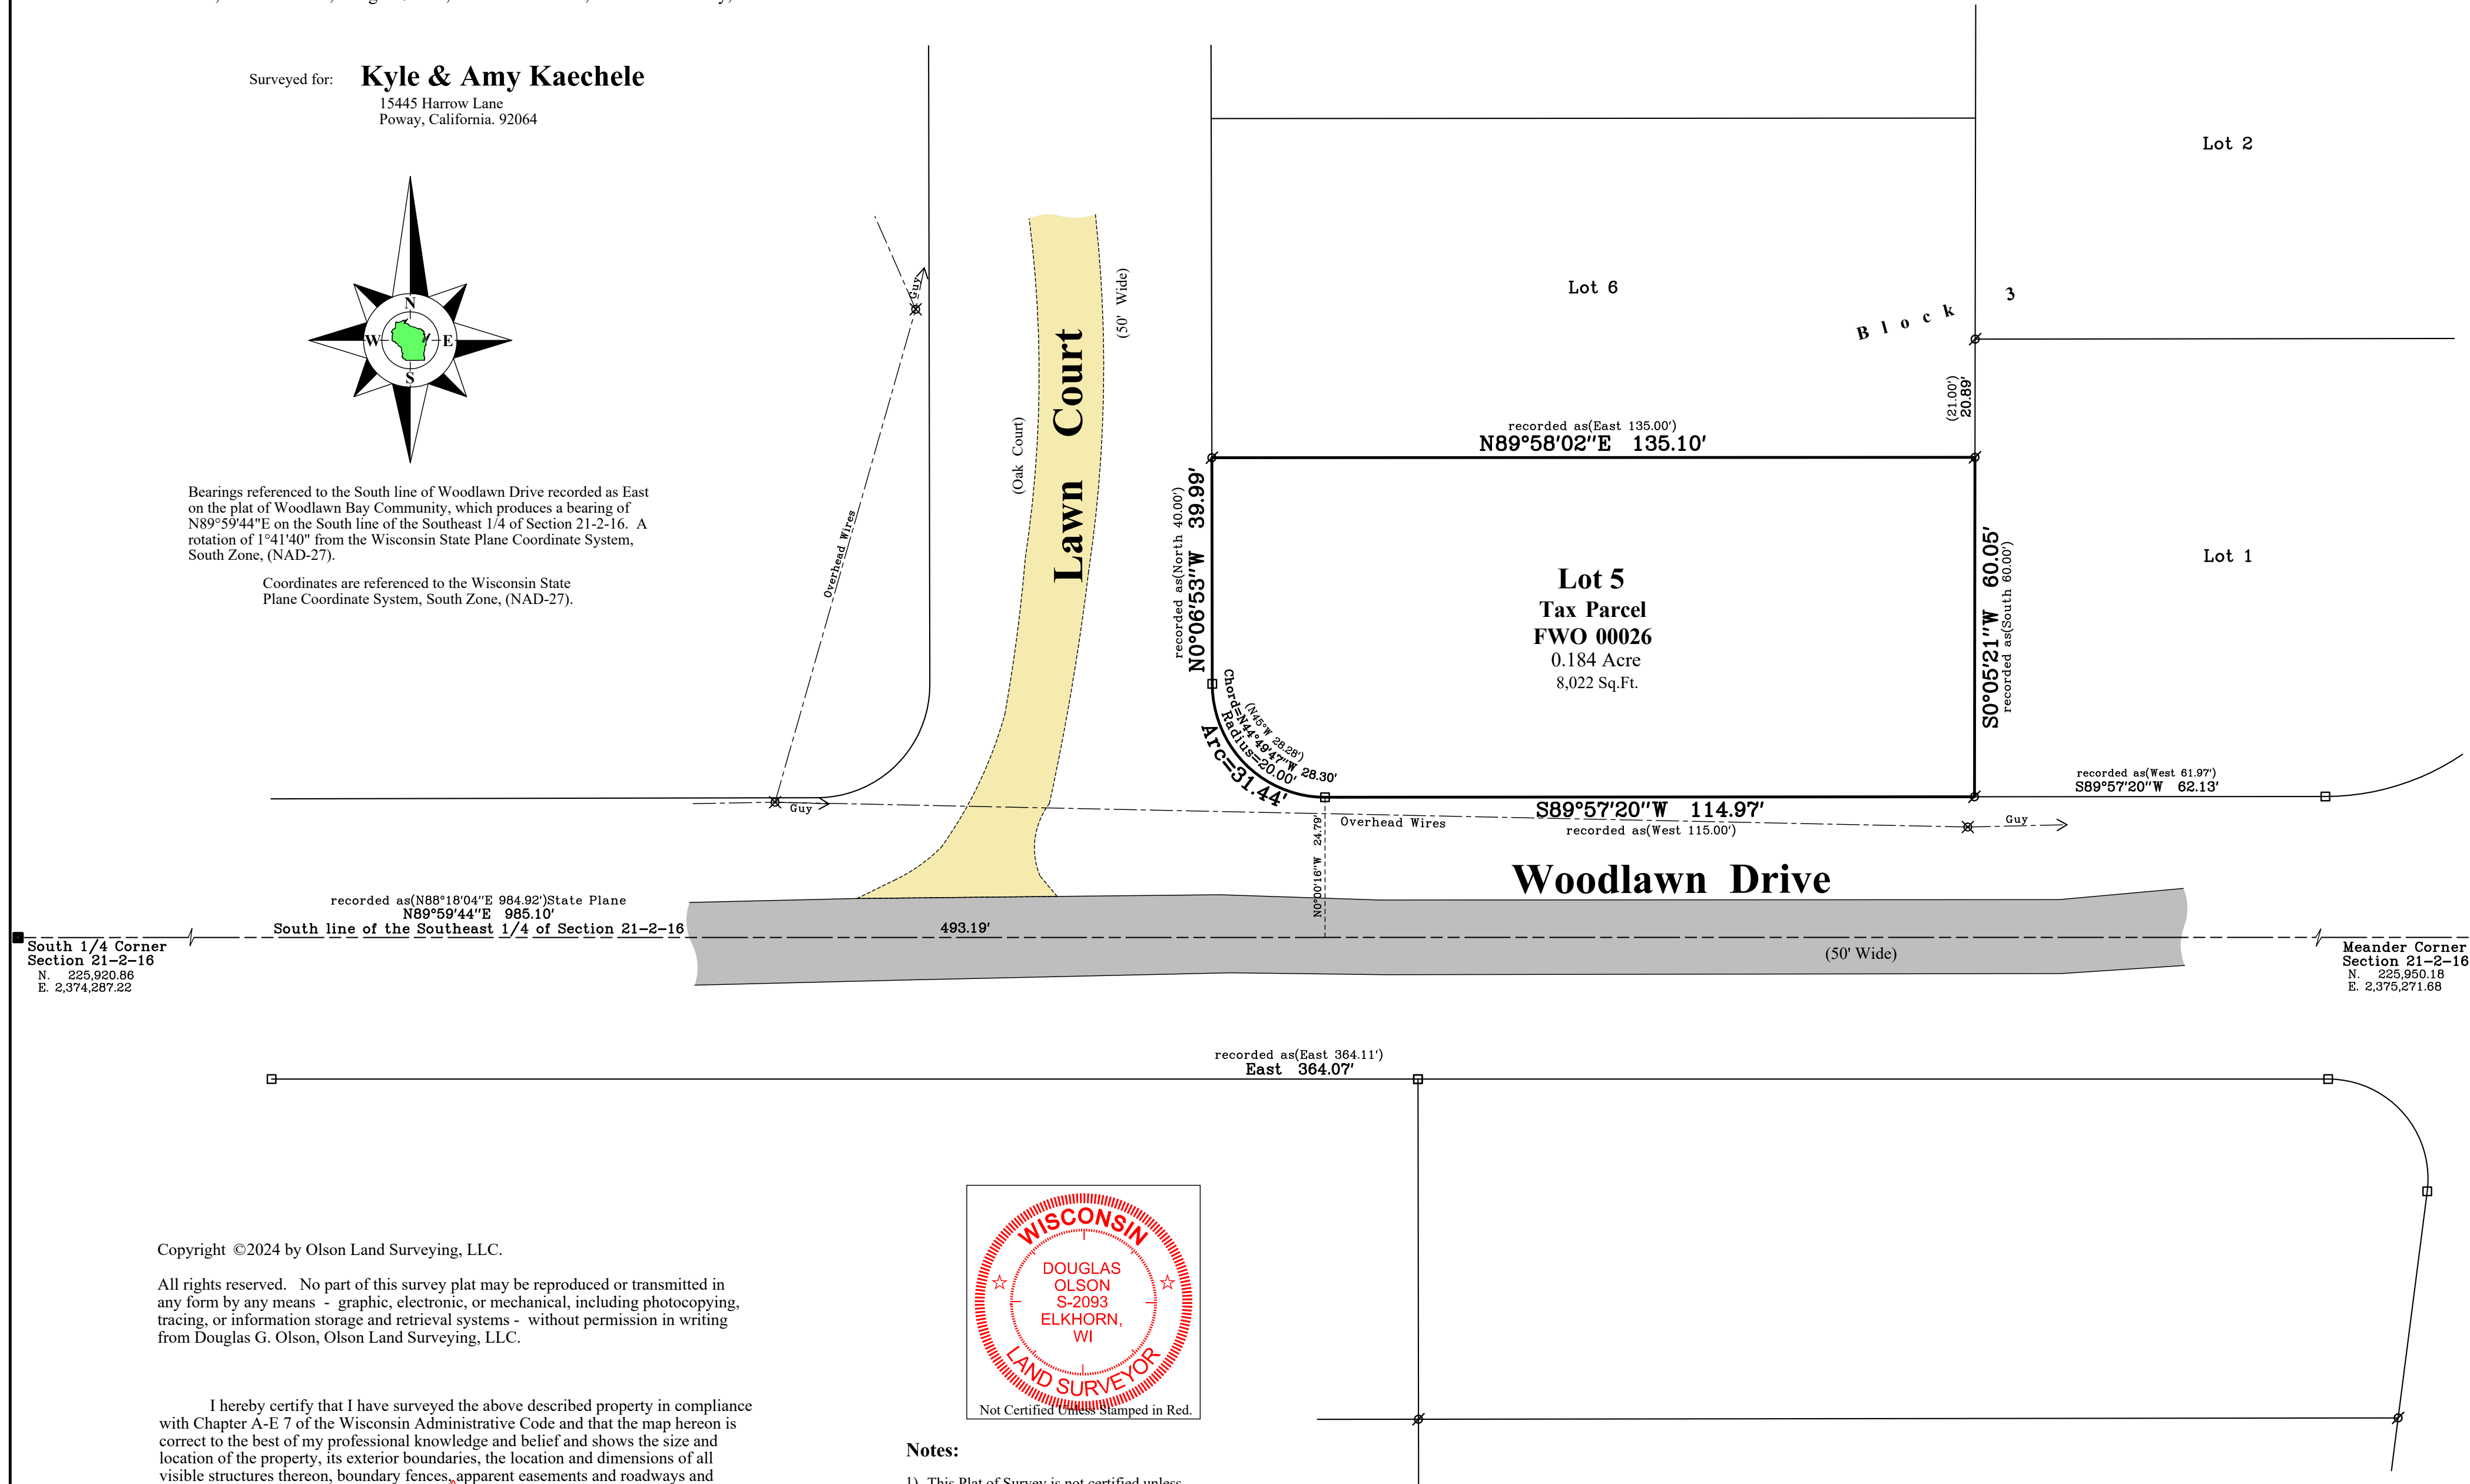 Surveyed for: Kyle & Amy Kaechele
15445 Harrow Lane
Poway, California. 92064
N
W
E
S
Bearings referenced to the South line of Woodlawn Drive recorded as East
on the plat of Woodlawn Bay Community, which produces a bearing of
N89°59'44"E on the South line of the Southeast 1/4 of Section 21-2-16. A
rotation of 1°41'40" from the Wisconsin State Plane Coordinate System,
South Zone, (NAD-27).
Coordinates are referenced to the Wisconsin State
Plane Coordinate System, South Zone, (NAD-27).
Guy
Overhead Wires
Guy
(Oak Court)
Lawn Court
(50' Wide)
Lot 6
Block 3
Lot 2
(21.00')
20.89'
recorded as(East 135.00')
N89°58'02"E 135.10'
recorded as(North 40.00')
N0°06'53"W 39.99'
Lot 5
Tax Parcel
FWO 00026
0.184 Acre
8,022 Sq.Ft.
S0°05'21"W 60.05'
recorded as(South 60.00')
Lot 1
(N45°W 28.28')
Chord=N44°49'47"W 28.30'
Radius=20.00'
Arc=31.44'
recorded as(West 61.97')
S89°57'20"W 62.13'
S89°57'20"W 114.97'
recorded as(West 115.00')
Overhead Wires
Guy
N0°00'16"W 24.79'
Woodlawn Drive
(50' Wide)
recorded as(N88°18'04"E 984.92')State Plane
N89°59'44"E 985.10'
South line of the Southeast 1/4 of Section 21-2-16
493.19'
South 1/4 Corner
Section 21-2-16
N. 225,920.86
E. 2,374,287.22
Meander Corner
Section 21-2-16
N. 225,950.18
E. 2,375,271.68
recorded as(East 364.11')
East 364.07'
Copyright ©2024 by Olson Land Surveying, LLC.
All rights reserved. No part of this survey plat may be reproduced or transmitted in
any form by any means - graphic, electronic, or mechanical, including photocopying,
tracing, or information storage and retrieval systems - without permission in writing
from Douglas G. Olson, Olson Land Surveying, LLC.
I hereby certify that I have surveyed the above described property in compliance
with Chapter A-E 7 of the Wisconsin Administrative Code and that the map hereon is
correct to the best of my professional knowledge and belief and shows the size and
location of the property, its exterior boundaries, the location and dimensions of all
visible structures thereon, boundary fences, apparent easements and roadways and
WISCONSIN
DOUGLAS
OLSON
S-2093
ELKHORN,
WI
LAND SURVEYOR
Not Certified Unless Stamped in Red.
Notes:
1) This Plat of Survey is not certified unless